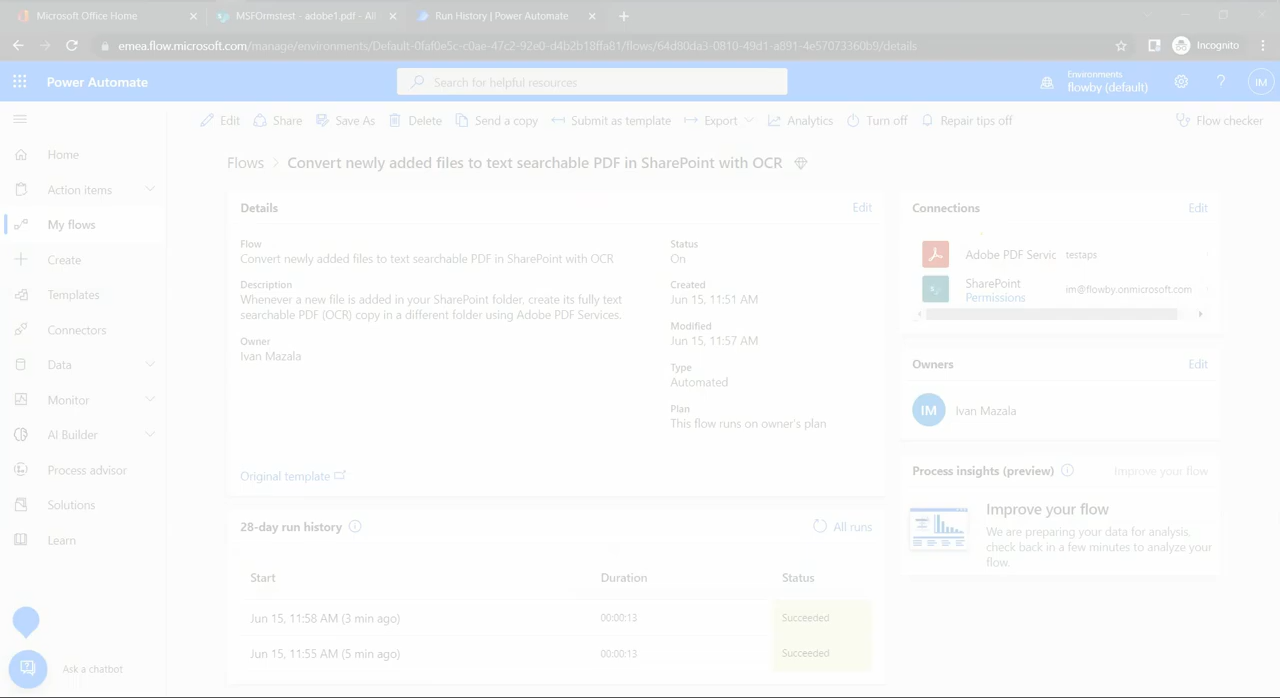 Microsoft Office Home
MSFOrmstest - adobe1.pdf - All
Run History | Power Automate
emea.flow.microsoft.com/manage/environments/Default-0faf0e5c-c0ae-47c2-92e0-d4b2b18ffa81/flows/64d80da3-0810-49d1-a891-4e57073360b9/details
Incognito
Power Automate
Search for helpful resources
Environments
flowby (default)
IM
Edit
Share
Save As
Delete
Send a copy
Submit as template
Export
Analytics
Turn off
Repair tips off
Flow checker
Home
Action items
My flows
Create
Templates
Connectors
Data
Monitor
AI Builder
Process advisor
Solutions
Learn
Ask a chatbot
Flows > Convert newly added files to text searchable PDF in SharePoint with OCR
Details
Edit
Flow
Convert newly added files to text searchable PDF in SharePoint with OCR
Description
Whenever a new file is added in your SharePoint folder, create its fully text
searchable PDF (OCR) copy in a different folder using Adobe PDF Services.
Owner
Ivan Mazala
Status
On
Created
Jun 15, 11:51 AM
Modified
Jun 15, 11:57 AM
Type
Automated
Plan
This flow runs on owner's plan
Original template
28-day run history
All runs
Start Duration Status
Jun 15, 11:58 AM (3 min ago) 00:00:13 Succeeded
Jun 15, 11:55 AM (5 min ago) 00:00:13 Succeeded
Connections
Edit
Adobe PDF Servic testaps
SharePoint
Permissions
im@flowby.onmicrosoft.com
Owners
Edit
IM
Ivan Mazala
Process insights (preview)
Improve your flow
Improve your flow
We are preparing your data for analysis,
check back in a few minutes to analyze your
flow.